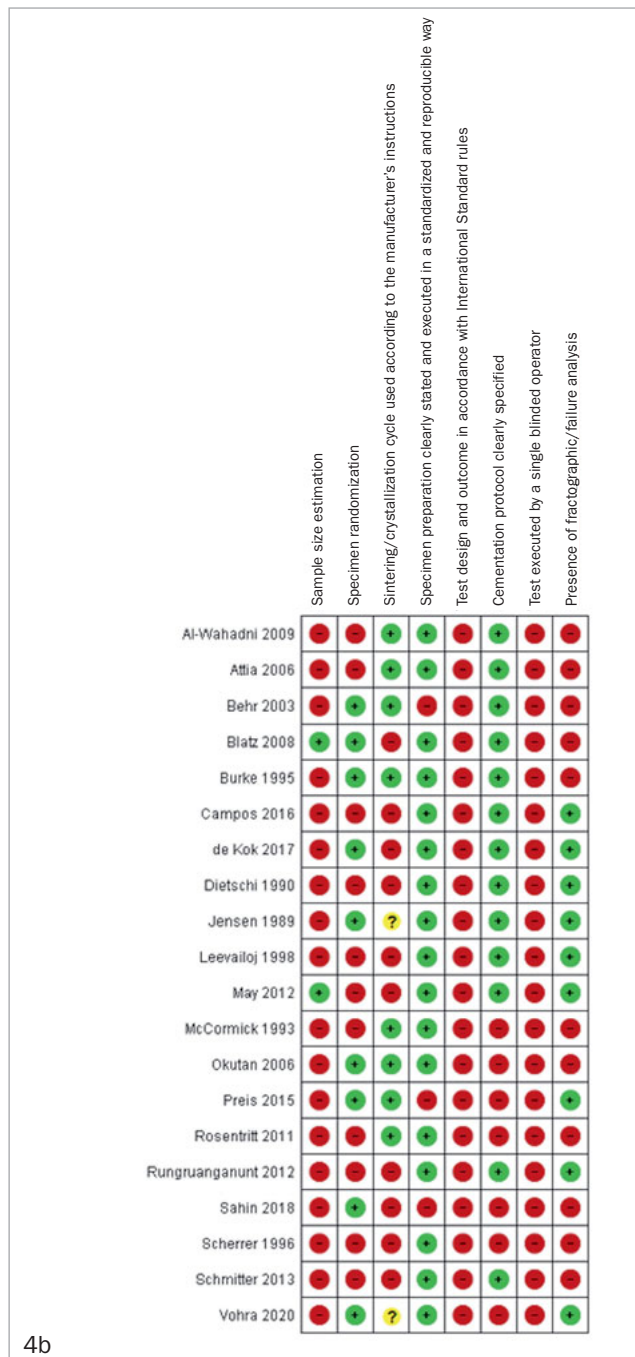 Sample size estimation
Specimen randomization
Sintering/crystallization cycle used according to the manufacturer's instructions
Specimen preparation clearly stated and executed in a standardized and reproducible way
Test design and outcome in accordance with International Standard rules
Cementation protocol clearly specified
Test executed by a single blinded operator
Presence of fractographic/failure analysis
Al-Wahadni 2009 - - + + - + - -
Attia 2006 - - + + - + - -
Behr 2003 - + + - - + - -
Blatz 2008 + + - + - + - -
Burke 1995 - + + + - + - -
Campos 2016 - - - + - + - +
de Kok 2017 - + - + - + - +
Dietschi 1990 - - - + - + - +
Jensen 1989 - + ? + - + - +
Leevailoj 1998 - - - + - + - +
May 2012 + - - + - + - +
McCormick 1993 - - + + - - - -
Okutan 2006 - + + + - - - -
Preis 2015 - + + - - - - +
Rosentritt 2011 - - + + - - - -
Rungruanganunt 2012 - - - + - + - +
Sahin 2018 - + - - - - - -
Scherrer 1996 - - - + - - - -
Schmitter 2013 - - - + - + - -
Vohra 2020 - + ? + - - - +
4b